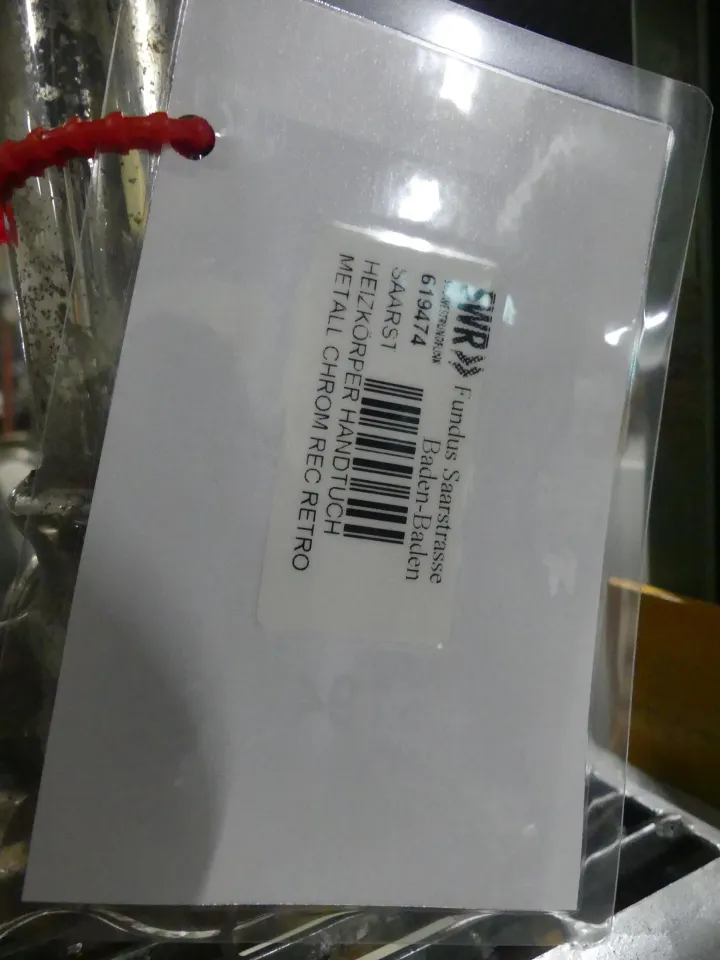 SWR Fundus Saarstrasse
Baden-Baden
619474
SAARST
HEIZKÖRPER HANDTUCH
METALL CHROM REC RETRO